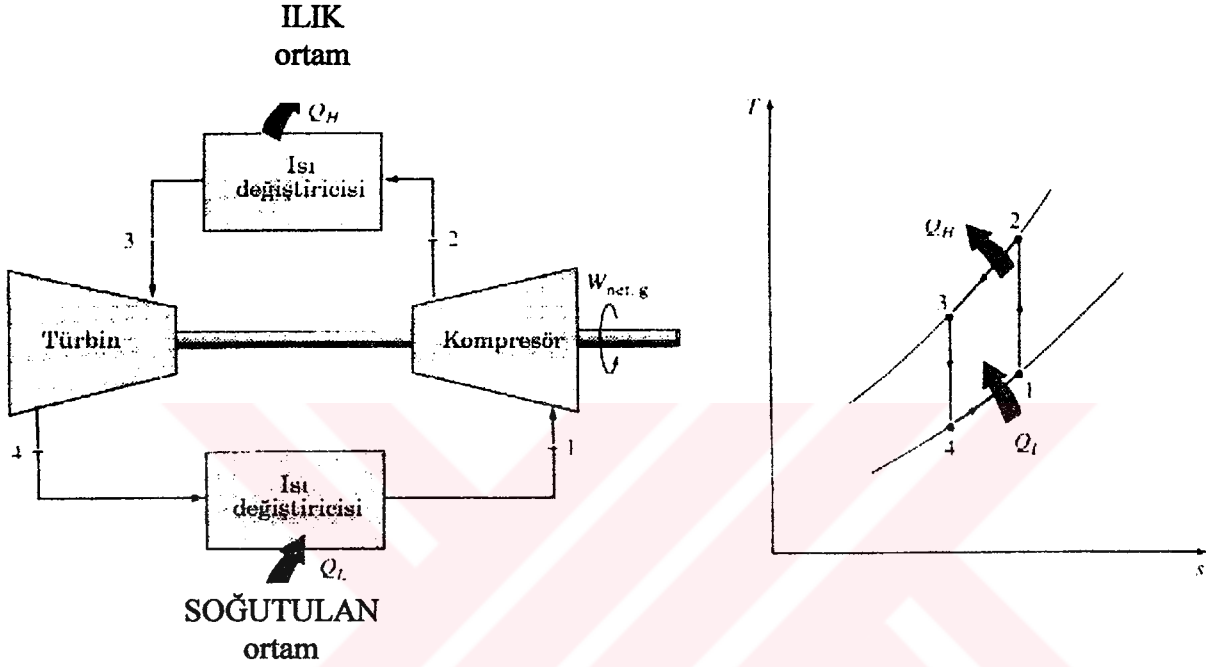 ILIK
ortam
Q_H
Isı
değiştiricisi
3
2
Türbin
Kompresör
W_net, g
4
1
Isı
değiştiricisi
Q_L
SOĞUTULAN
ortam
T
Q_H
2
3
1
4
Q_L
s